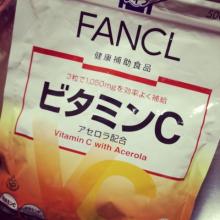 FANCL
健康補助食品
3粒で1,050mgを効率よく補給
ビタミンC
アセロラ配合
Vitamin C with Acerola